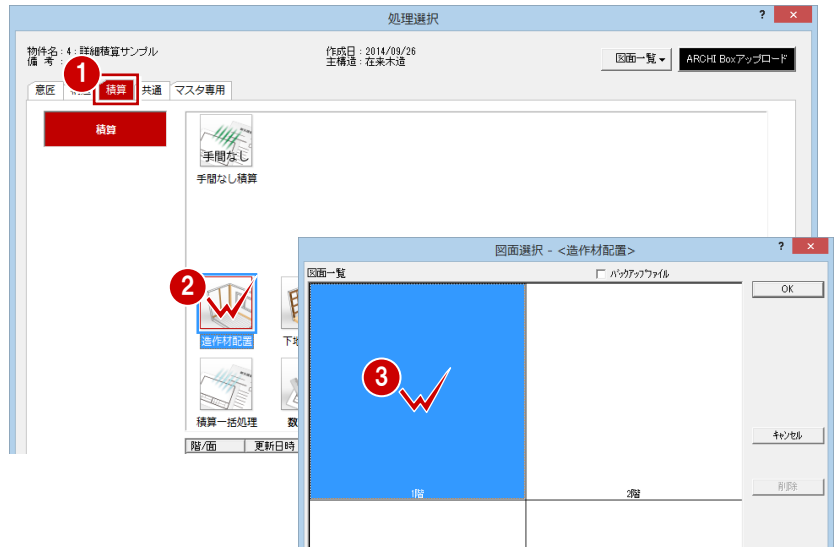 処理選択
? ×
物件名：4：詳細積算サンプル
備 考：
作成日：2014/09/26
主構造：在来木造
図面一覧▼
ARCHI Boxアップロード
1
意匠
積算
共通
マスタ専用
積算
手間なし
手間なし積算
2
造作材配置
下地
積算一括処理
数
階/面
更新日時
図面選択 - <造作材配置>
? ×
図面一覧
バックアップファイル
OK
3
キャンセル
削除
1階
2階